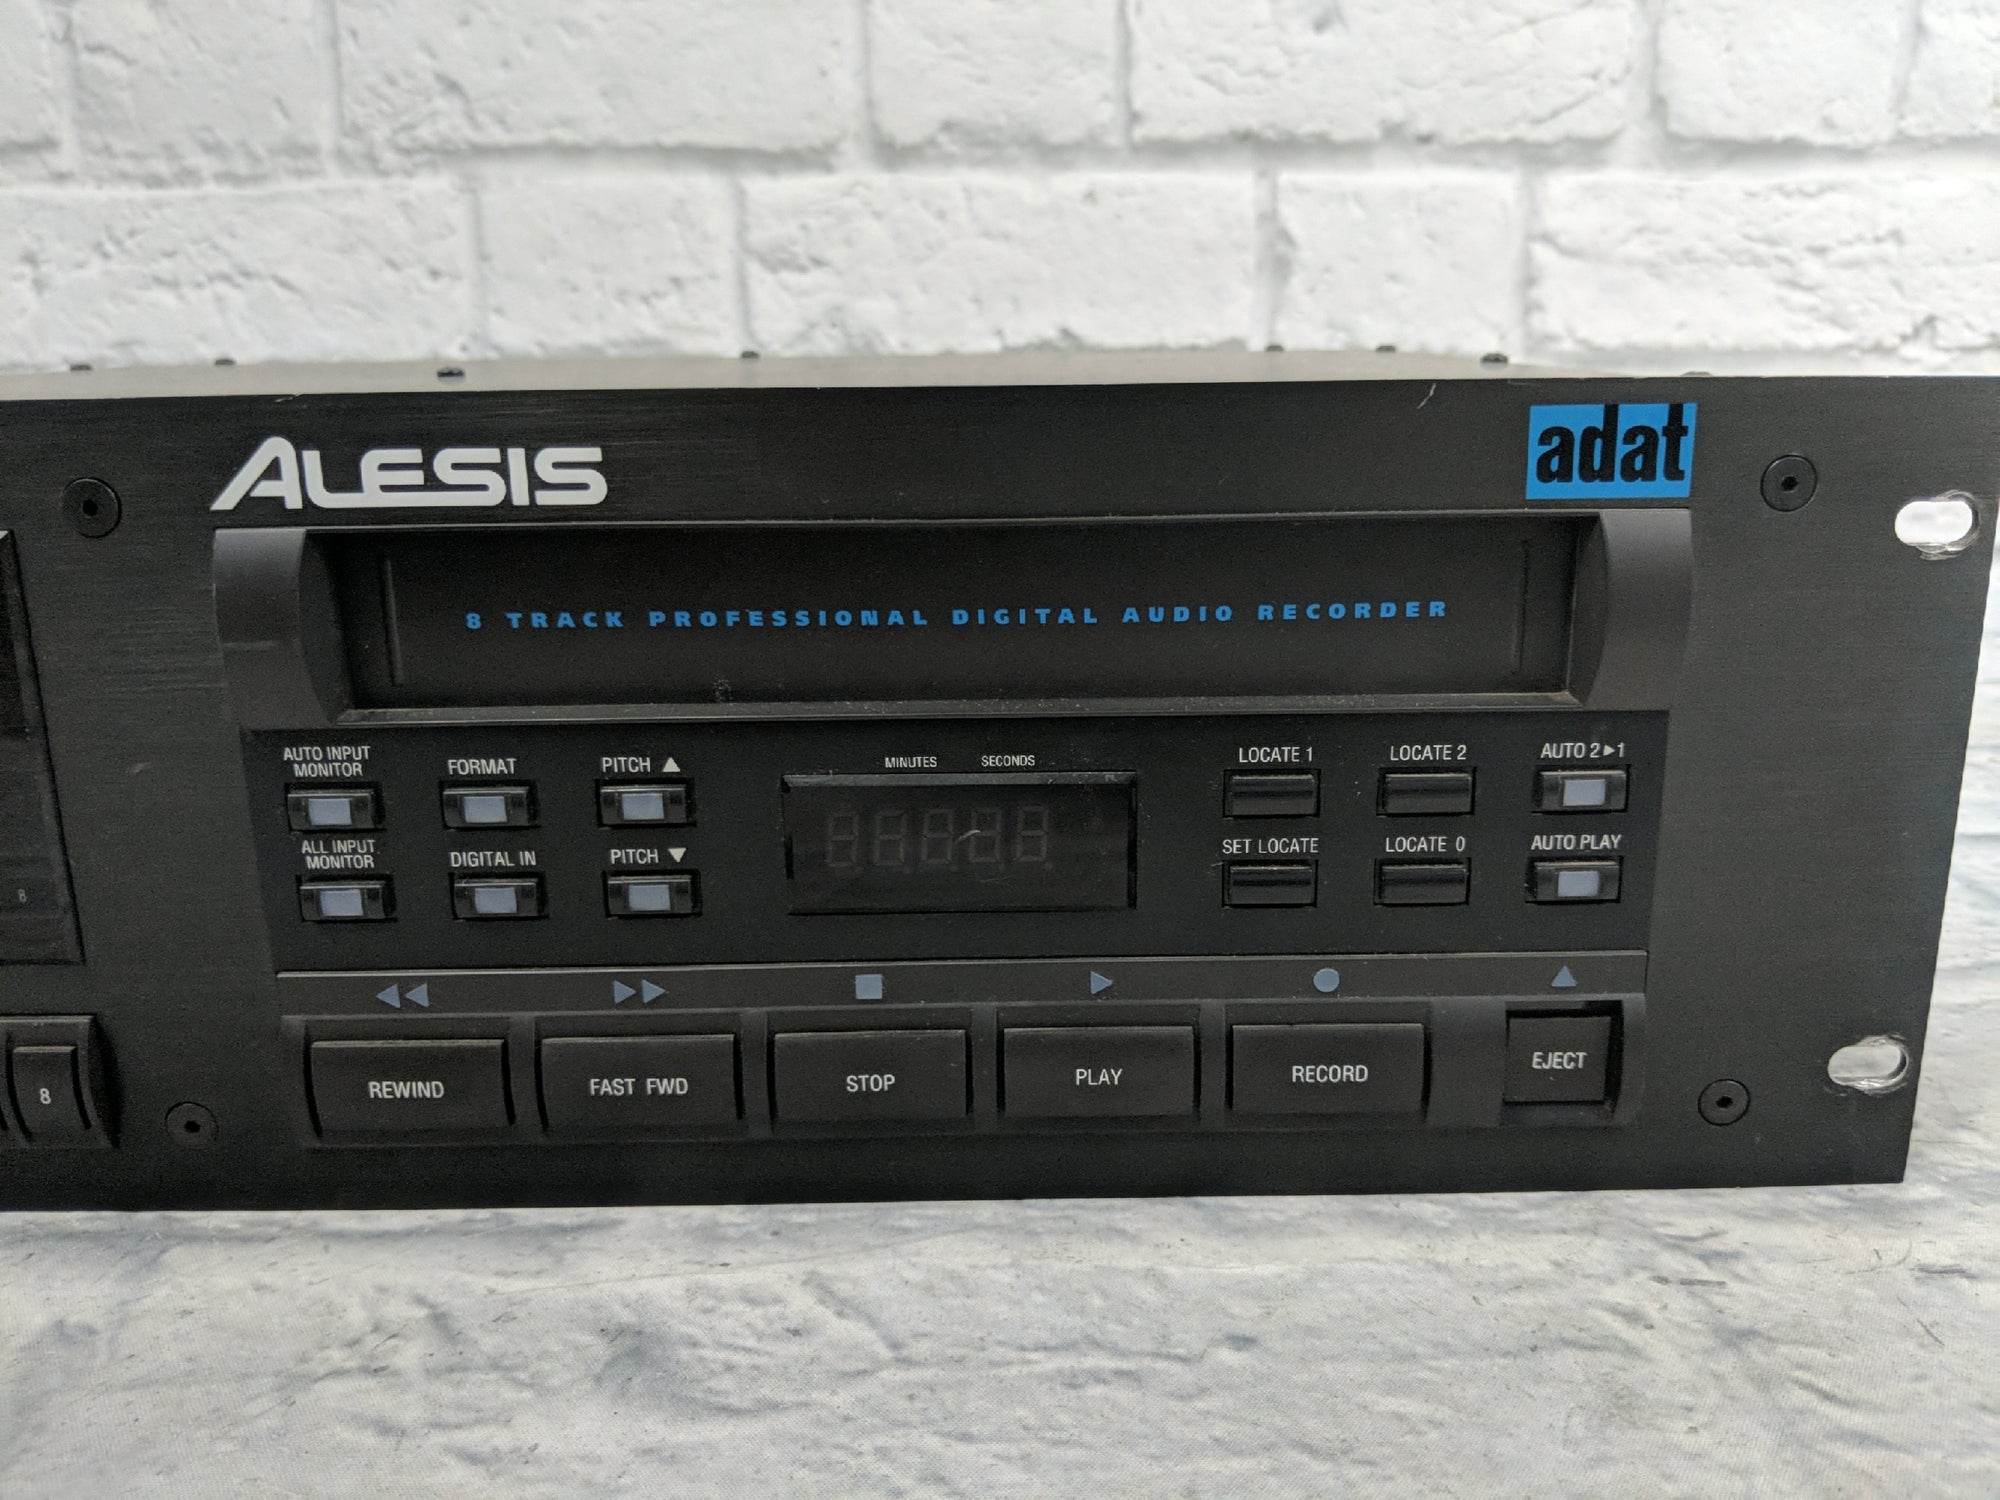 ALESIS
adat
8 TRACK PROFESSIONAL DIGITAL AUDIO RECORDER
AUTO INPUT
MONITOR
FORMAT
PITCH ▲
MINUTES SECONDS
LOCATE 1
LOCATE 2
AUTO 2▶1
ALL INPUT
MONITOR
DIGITAL IN
PITCH ▼
SET LOCATE
LOCATE 0
AUTO PLAY
8
8
REWIND
FAST FWD
STOP
PLAY
RECORD
EJECT